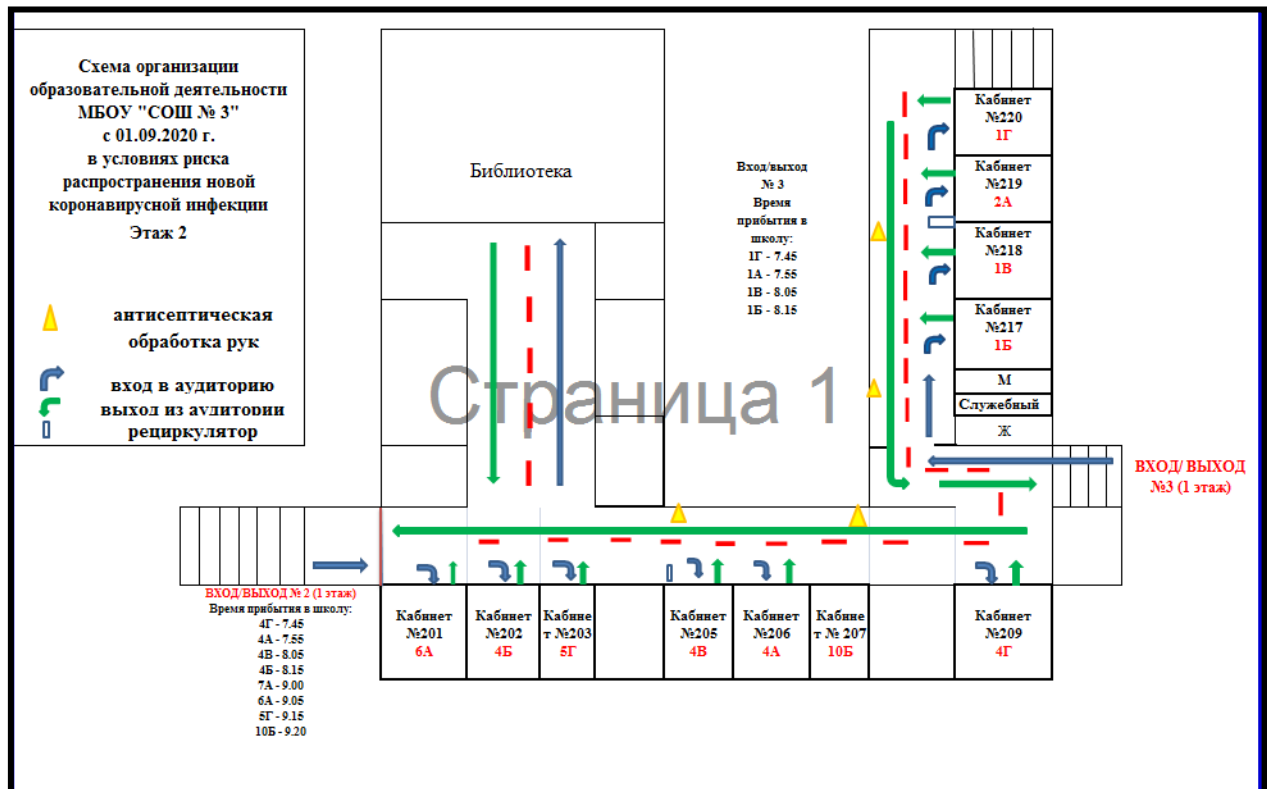 Схема организации
образовательной деятельности
МБОУ "СОШ № 3"
с 01.09.2020 г.
в условиях риска
распространения новой
коронавирусной инфекции
Этаж 2
антисептическая
обработка рук
вход в аудиторию
выход из аудитории
рециркулятор
Библиотека
Вход/выход
№ 3
Время
прибытия в
школу:
1Г - 7.45
1А - 7.55
1В - 8.05
1Б - 8.15
Кабинет
№220
1Г
Кабинет
№219
2А
Кабинет
№218
1В
Кабинет
№217
1Б
М
Служебный
Ж
ВХОД/ ВЫХОД
№3 (1 этаж)
Страница 1
ВХОД/ВЫХОД № 2 (1 этаж)
Время прибытия в школу:
4Г - 7.45
4А - 7.55
4В - 8.05
4Б - 8.15
7А - 9.00
6А - 9.05
5Г - 9.15
10Б - 9.20
Кабинет
№201
6А
Кабинет
№202
4Б
Кабине
т №203
5Г
Кабинет
№205
4В
Кабинет
№206
4А
Кабине
т № 207
10Б
Кабинет
№209
4Г